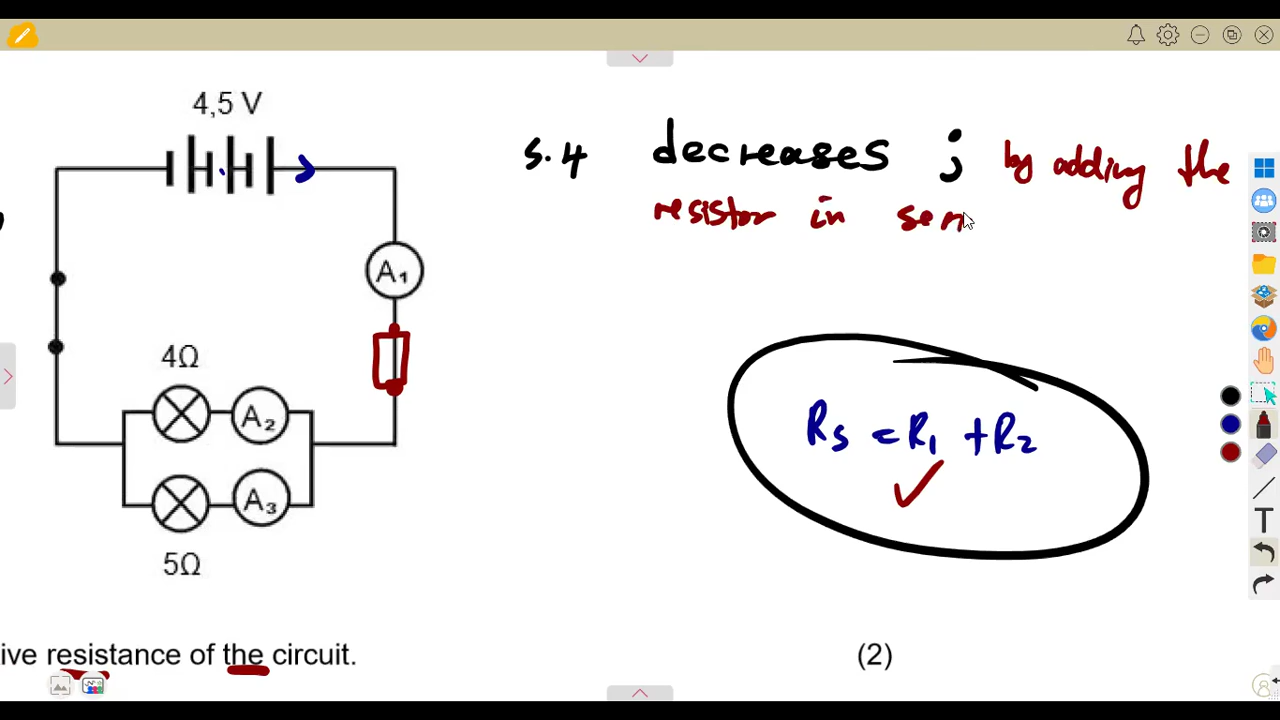 4,5 V
A₁
4Ω
A₂
A₃
5Ω
ive resistance of the circuit.
(2)
5.4 decreases ; by adding the
resistor in seri
Rs = R₁ + R₂
T